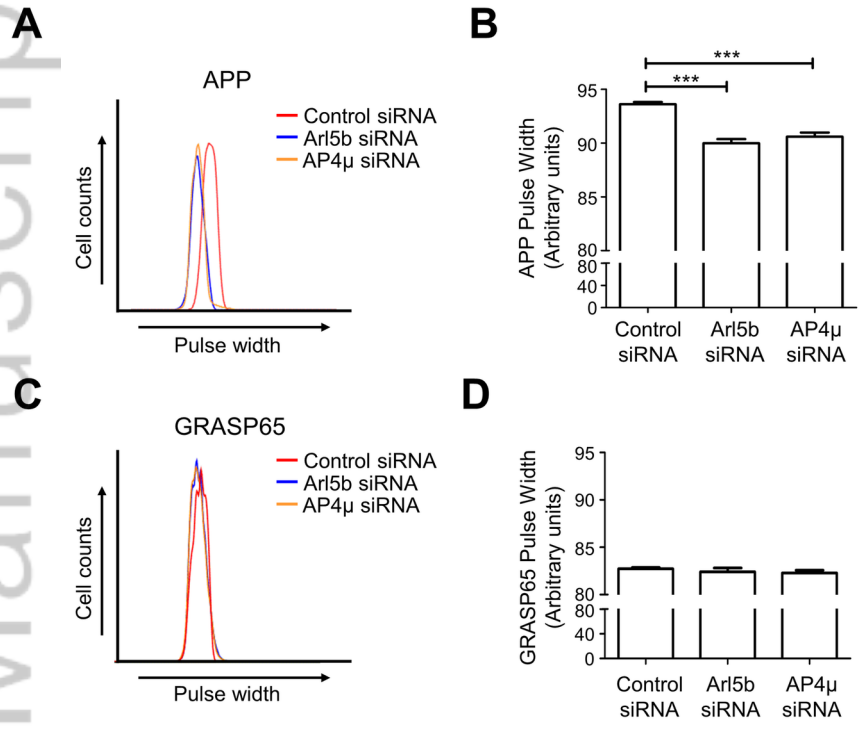 A
APP
Control siRNA
Arl5b siRNA
AP4µ siRNA
Cell counts
Pulse width
B
***
***
APP Pulse Width
(Arbitrary units)
95
90
85
80
80
40
0
Control
siRNA
Arl5b
siRNA
AP4µ
siRNA
C
GRASP65
Control siRNA
Arl5b siRNA
AP4µ siRNA
Cell counts
Pulse width
D
GRASP65 Pulse Width
(Arbitrary units)
95
90
85
80
80
40
0
Control
siRNA
Arl5b
siRNA
AP4µ
siRNA